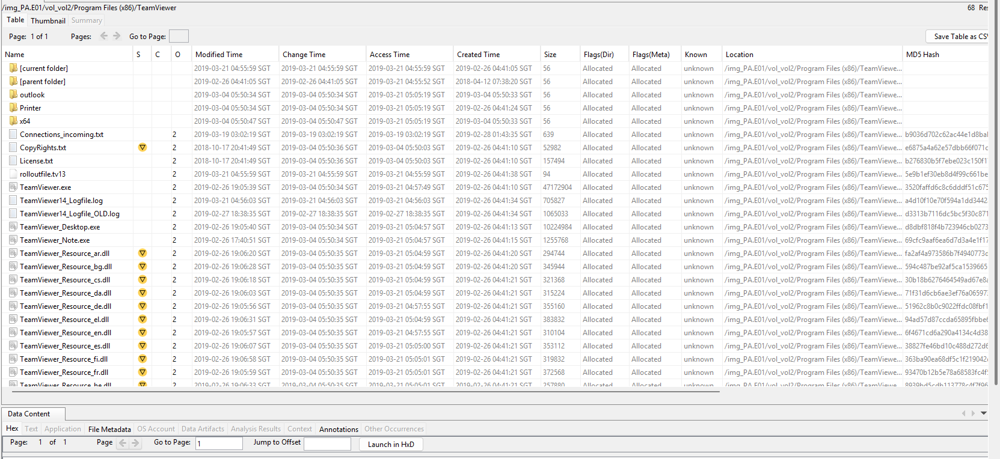 /img_PA.E01/vol_vol2/Program Files (x86)/TeamViewer 68 Res
Table Thumbnail Summary
Page: 1 of 1 Pages: Go to Page: Save Table as CSV
Name S C O Modified Time Change Time Access Time Created Time Size Flags(Dir) Flags(Meta) Known Location MD5 Hash
[current folder] 2019-03-21 04:55:59 SGT 2019-03-21 04:55:59 SGT 2019-03-21 04:55:59 SGT 2019-02-26 04:41:05 SGT 56 Allocated Allocated unknown /img_PA.E01/vol_vol2/Program Files (x86)/TeamViewe...
[parent folder] 2019-02-26 04:41:05 SGT 2019-02-26 04:41:05 SGT 2019-03-21 04:55:52 SGT 2018-04-12 07:38:20 SGT 56 Allocated Allocated unknown /img_PA.E01/vol_vol2/Program Files (x86)/TeamViewe...
outlook 2019-03-04 05:50:34 SGT 2019-03-04 05:50:34 SGT 2019-03-21 05:05:19 SGT 2019-03-04 05:50:33 SGT 56 Allocated Allocated unknown /img_PA.E01/vol_vol2/Program Files (x86)/TeamViewe...
Printer 2019-03-04 05:50:34 SGT 2019-03-04 05:50:34 SGT 2019-03-21 05:05:19 SGT 2019-02-26 04:41:24 SGT 56 Allocated Allocated unknown /img_PA.E01/vol_vol2/Program Files (x86)/TeamViewe...
x64 2019-03-04 05:50:47 SGT 2019-03-04 05:50:47 SGT 2019-03-21 05:05:19 SGT 2019-03-04 05:50:33 SGT 56 Allocated Allocated unknown /img_PA.E01/vol_vol2/Program Files (x86)/TeamViewe...
Connections_incoming.txt 2 2019-03-19 03:02:19 SGT 2019-03-19 03:02:19 SGT 2019-03-19 03:02:19 SGT 2019-02-28 01:43:35 SGT 639 Allocated Allocated unknown /img_PA.E01/vol_vol2/Program Files (x86)/TeamViewe... b9036d702c62ac44e1d8bal
CopyRights.txt 2 2018-10-17 20:41:49 SGT 2019-03-04 05:50:36 SGT 2019-03-04 05:50:03 SGT 2019-02-26 04:41:10 SGT 52982 Allocated Allocated unknown /img_PA.E01/vol_vol2/Program Files (x86)/TeamViewe... e6875a4a62e57dbb66f071c
License.txt 2 2018-10-17 20:41:49 SGT 2019-03-04 05:50:36 SGT 2019-03-04 05:50:03 SGT 2019-02-26 04:41:10 SGT 157494 Allocated Allocated unknown /img_PA.E01/vol_vol2/Program Files (x86)/TeamViewe... b276830b5f7ebe023c150f1
rolloutfile.tv13 2 2019-03-21 04:55:59 SGT 2019-03-21 04:55:59 SGT 2019-03-21 04:55:59 SGT 2019-02-26 04:41:38 SGT 94 Allocated Allocated unknown /img_PA.E01/vol_vol2/Program Files (x86)/TeamViewe... 5e9b1ef30eb8d4f99c661be
TeamViewer.exe 2 2019-02-26 19:05:39 SGT 2019-03-04 05:50:34 SGT 2019-03-21 04:57:49 SGT 2019-02-26 04:41:10 SGT 47172904 Allocated Allocated unknown /img_PA.E01/vol_vol2/Program Files (x86)/TeamViewe... 3520faffd6c8c6dddf51c675
TeamViewer14_Logfile.log 2 2019-03-21 04:56:03 SGT 2019-03-21 04:56:03 SGT 2019-03-21 04:56:03 SGT 2019-02-26 04:41:34 SGT 705827 Allocated Allocated unknown /img_PA.E01/vol_vol2/Program Files (x86)/TeamViewe... a4d10f10e70f594a1dd3442
TeamViewer14_Logfile_OLD.log 2 2019-02-27 18:38:35 SGT 2019-02-27 18:38:35 SGT 2019-02-27 18:38:35 SGT 2019-02-26 04:41:34 SGT 1065033 Allocated Allocated unknown /img_PA.E01/vol_vol2/Program Files (x86)/TeamViewe... d3313b7116dc5bc5f30c871
TeamViewer_Desktop.exe 2 2019-02-26 19:05:40 SGT 2019-03-04 05:50:34 SGT 2019-03-21 05:04:57 SGT 2019-02-26 04:41:13 SGT 10224984 Allocated Allocated unknown /img_PA.E01/vol_vol2/Program Files (x86)/TeamViewe... d8dbf818f4b723946cb0273
TeamViewer_Note.exe 2 2019-02-26 17:40:51 SGT 2019-03-04 05:50:34 SGT 2019-03-21 05:04:57 SGT 2019-02-26 04:41:15 SGT 1255768 Allocated Allocated unknown /img_PA.E01/vol_vol2/Program Files (x86)/TeamViewe... 69cfc9aaf6ea6d7d3a4e1f17
TeamViewer_Resource_ar.dll 2 2019-02-26 19:06:20 SGT 2019-03-04 05:50:35 SGT 2019-03-21 05:04:59 SGT 2019-02-26 04:41:20 SGT 294744 Allocated Allocated unknown /img_PA.E01/vol_vol2/Program Files (x86)/TeamViewe... fa2af4a973586b7f4940773c
TeamViewer_Resource_bg.dll 2 2019-02-26 19:06:28 SGT 2019-03-04 05:50:35 SGT 2019-03-21 05:04:59 SGT 2019-02-26 04:41:20 SGT 345944 Allocated Allocated unknown /img_PA.E01/vol_vol2/Program Files (x86)/TeamViewe... 594c487be92af5ca1539665
TeamViewer_Resource_cs.dll 2 2019-02-26 19:06:18 SGT 2019-03-04 05:50:35 SGT 2019-03-21 05:04:59 SGT 2019-02-26 04:41:21 SGT 321368 Allocated Allocated unknown /img_PA.E01/vol_vol2/Program Files (x86)/TeamViewe... 30b18b6276464549ad67e8a
TeamViewer_Resource_da.dll 2 2019-02-26 19:06:03 SGT 2019-03-04 05:50:35 SGT 2019-03-21 05:04:59 SGT 2019-02-26 04:41:21 SGT 315224 Allocated Allocated unknown /img_PA.E01/vol_vol2/Program Files (x86)/TeamViewe... 71f31d6cb6ae3ef76a06597
TeamViewer_Resource_de.dll 2 2019-02-26 19:05:56 SGT 2019-03-04 05:50:35 SGT 2019-03-21 04:57:55 SGT 2019-02-26 04:41:21 SGT 355160 Allocated Allocated unknown /img_PA.E01/vol_vol2/Program Files (x86)/TeamViewe... 51962c8b0c9022ffdc08fbf1
TeamViewer_Resource_el.dll 2 2019-02-26 19:06:31 SGT 2019-03-04 05:50:35 SGT 2019-03-21 05:04:59 SGT 2019-02-26 04:41:21 SGT 383832 Allocated Allocated unknown /img_PA.E01/vol_vol2/Program Files (x86)/TeamViewe... 94ad57d87ccda65895fbbe6
TeamViewer_Resource_en.dll 2 2019-02-26 19:05:57 SGT 2019-03-04 05:50:35 SGT 2019-03-21 04:57:55 SGT 2019-02-26 04:41:21 SGT 310104 Allocated Allocated unknown /img_PA.E01/vol_vol2/Program Files (x86)/TeamViewe... 6f4671cd6a290a4134c4d38
TeamViewer_Resource_es.dll 2 2019-02-26 19:06:07 SGT 2019-03-04 05:50:35 SGT 2019-03-21 05:05:00 SGT 2019-02-26 04:41:21 SGT 353112 Allocated Allocated unknown /img_PA.E01/vol_vol2/Program Files (x86)/TeamViewe... 38827fe46bd10c488d272d6
TeamViewer_Resource_fi.dll 2 2019-02-26 19:06:58 SGT 2019-03-04 05:50:35 SGT 2019-03-21 05:05:01 SGT 2019-02-26 04:41:21 SGT 319832 Allocated Allocated unknown /img_PA.E01/vol_vol2/Program Files (x86)/TeamViewe... 363ba90ea68df5c1f219042
TeamViewer_Resource_fr.dll 2 2019-02-26 19:05:59 SGT 2019-03-04 05:50:35 SGT 2019-03-21 05:05:01 SGT 2019-02-26 04:41:21 SGT 372568 Allocated Allocated unknown /img_PA.E01/vol_vol2/Program Files (x86)/TeamViewe... 93470b12b5e78a68583fc4f
TeamViewer_Resource_he.dll 2 2019-02-26 19:06:33 SGT 2019-03-04 05:50:35 SGT 2019-03-21 05:05:01 SGT 2019-02-26 04:41:21 SGT 257880 Allocated Allocated unknown /img_PA.E01/vol_vol2/Program Files (x86)/TeamViewe... 8939bd5cdb113778c4f7f96
Data Content
Hex Text Application File Metadata OS Account Data Artifacts Analysis Results Context Annotations Other Occurrences
Page: 1 of 1 Page Go to Page: 1 Jump to Offset Launch in HxD